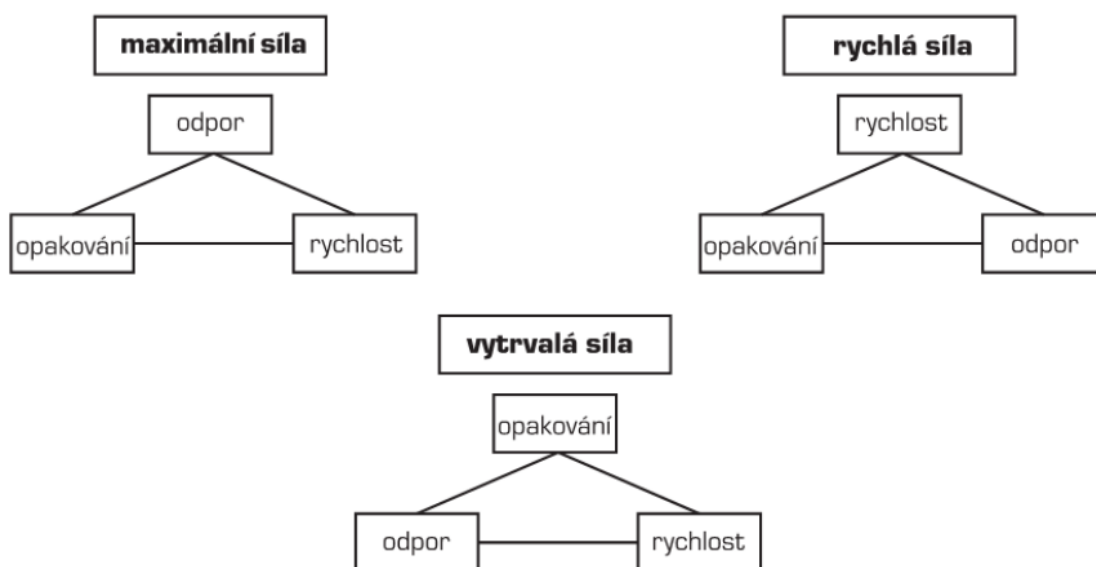 maximální síla
odpor
opakování
rychlost
rychlá síla
rychlost
opakování
odpor
vytrvalá síla
opakování
odpor
rychlost